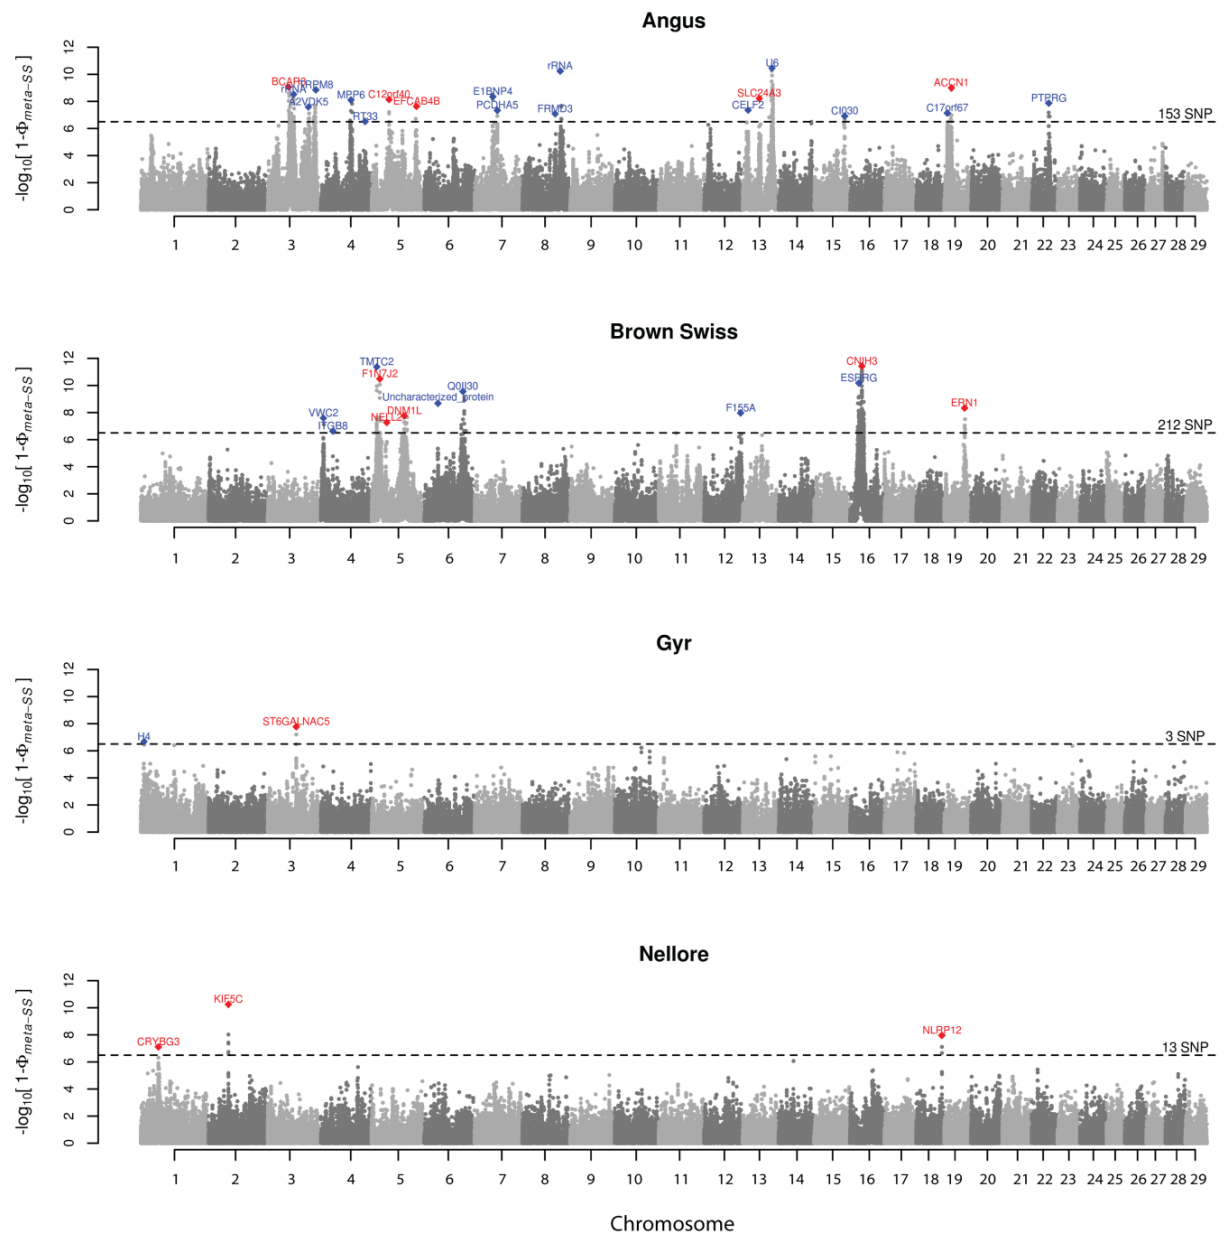 Angus
-log10[ 1-Φmeta-SS ]
12
10
8
6
4
2
0
BCAR3
rRNA
TRPM8
A2VDK5
MPP6
RT33
C12orf40
EFCAB4B
E1BNP4
PCDHA5
rRNA
FRMD3
U6
SLC24A3
CELF2
CI030
ACCN1
C17orf67
PTPRG
153 SNP
1 2 3 4 5 6 7 8 9 10 11 12 13 14 15 16 17 18 19 20 21 22 23 24 25 26 27 28 29
Brown Swiss
-log10[ 1-Φmeta-SS ]
12
10
8
6
4
2
0
VWC2
ITGB8
TMTC2
F1N7J2
NELL2
DNM1L
Uncharacterized_protein
Q0II30
F155A
CNIH3
ESRRG
ERN1
212 SNP
1 2 3 4 5 6 7 8 9 10 11 12 13 14 15 16 17 18 19 20 21 22 23 24 25 26 27 28 29
Gyr
-log10[ 1-Φmeta-SS ]
12
10
8
6
4
2
0
H4
ST6GALNAC5
3 SNP
1 2 3 4 5 6 7 8 9 10 11 12 13 14 15 16 17 18 19 20 21 22 23 24 25 26 27 28 29
Nellore
-log10[ 1-Φmeta-SS ]
12
10
8
6
4
2
0
CRYBG3
KIF5C
NLRP12
13 SNP
1 2 3 4 5 6 7 8 9 10 11 12 13 14 15 16 17 18 19 20 21 22 23 24 25 26 27 28 29
Chromosome